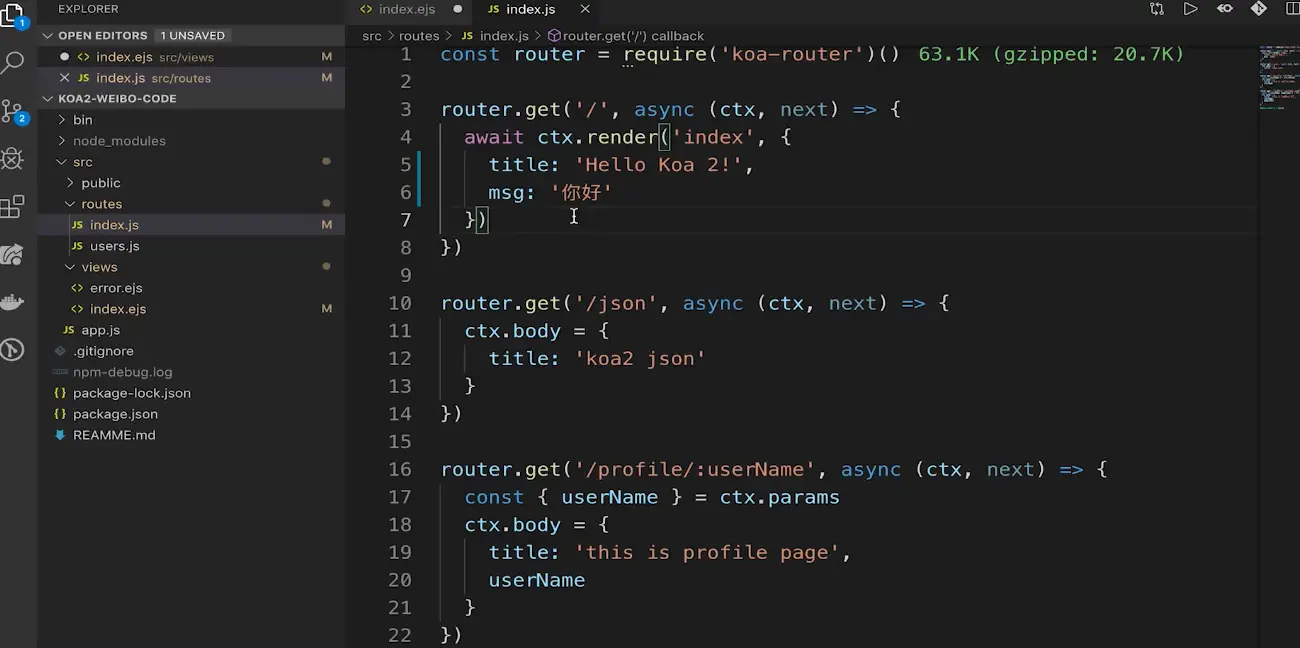 EXPLORER
index.ejs
JS index.js
OPEN EDITORS 1 UNSAVED
index.ejs src/views M
JS index.js src/routes M
KOA2-WEIBO-CODE
bin
node_modules
src
public
routes
JS index.js M
JS users.js
views
error.ejs
index.ejs M
JS app.js
.gitignore
npm-debug.log
package-lock.json
package.json
REAMME.md
1
2
src > routes > JS index.js > router.get('/') callback
1 const router = require('koa-router')() 63.1K (gzipped: 20.7K)
2
3 router.get('/', async (ctx, next) => {
4 await ctx.render('index', {
5 title: 'Hello Koa 2!',
6 msg: '你好'
7 })
8 })
9
10 router.get('/json', async (ctx, next) => {
11 ctx.body = {
12 title: 'koa2 json'
13 }
14 })
15
16 router.get('/profile/:userName', async (ctx, next) => {
17 const { userName } = ctx.params
18 ctx.body = {
19 title: 'this is profile page',
20 userName
21 }
22 })